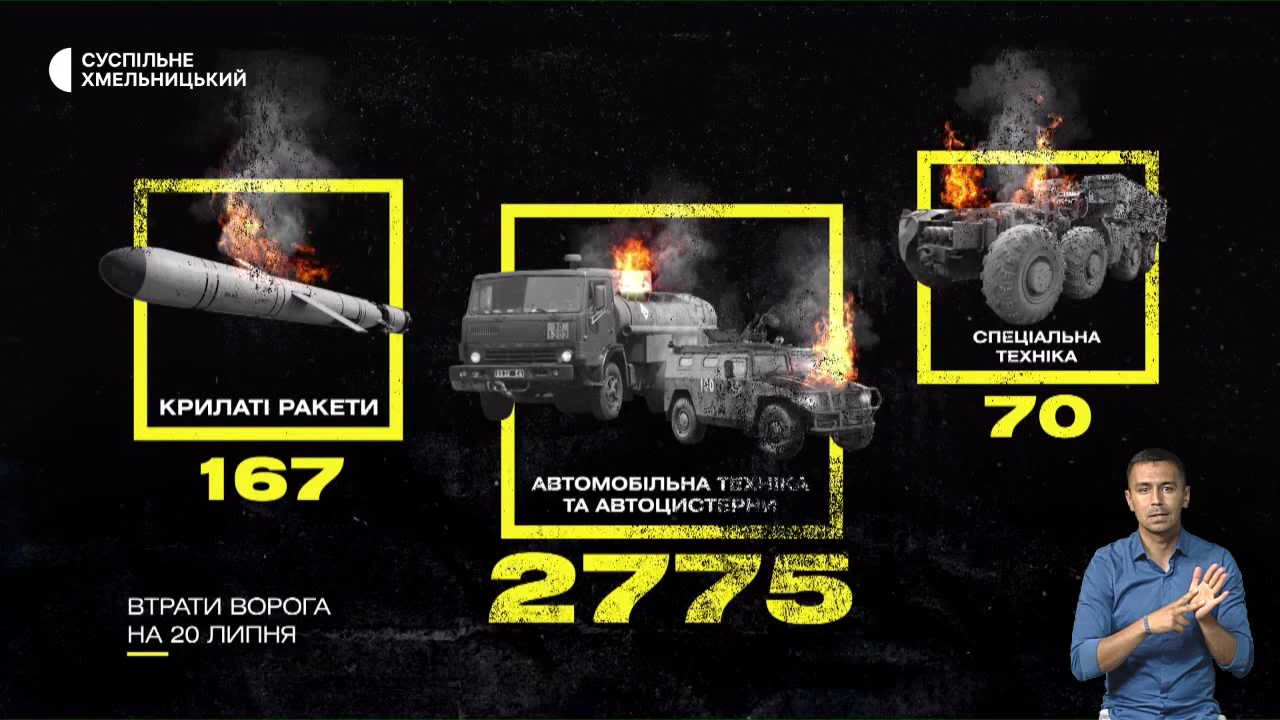 СУСПІЛЬНЕ
ХМЕЛЬНИЦЬКИЙ
КРИЛАТІ РАКЕТИ
167
АВТОМОБІЛЬНА ТЕХНІКА
ТА АВТОЦИСТЕРНИ
2775
СПЕЦІАЛЬНА
ТЕХНІКА
70
ВТРАТИ ВОРОГА
НА 20 ЛИПНЯ